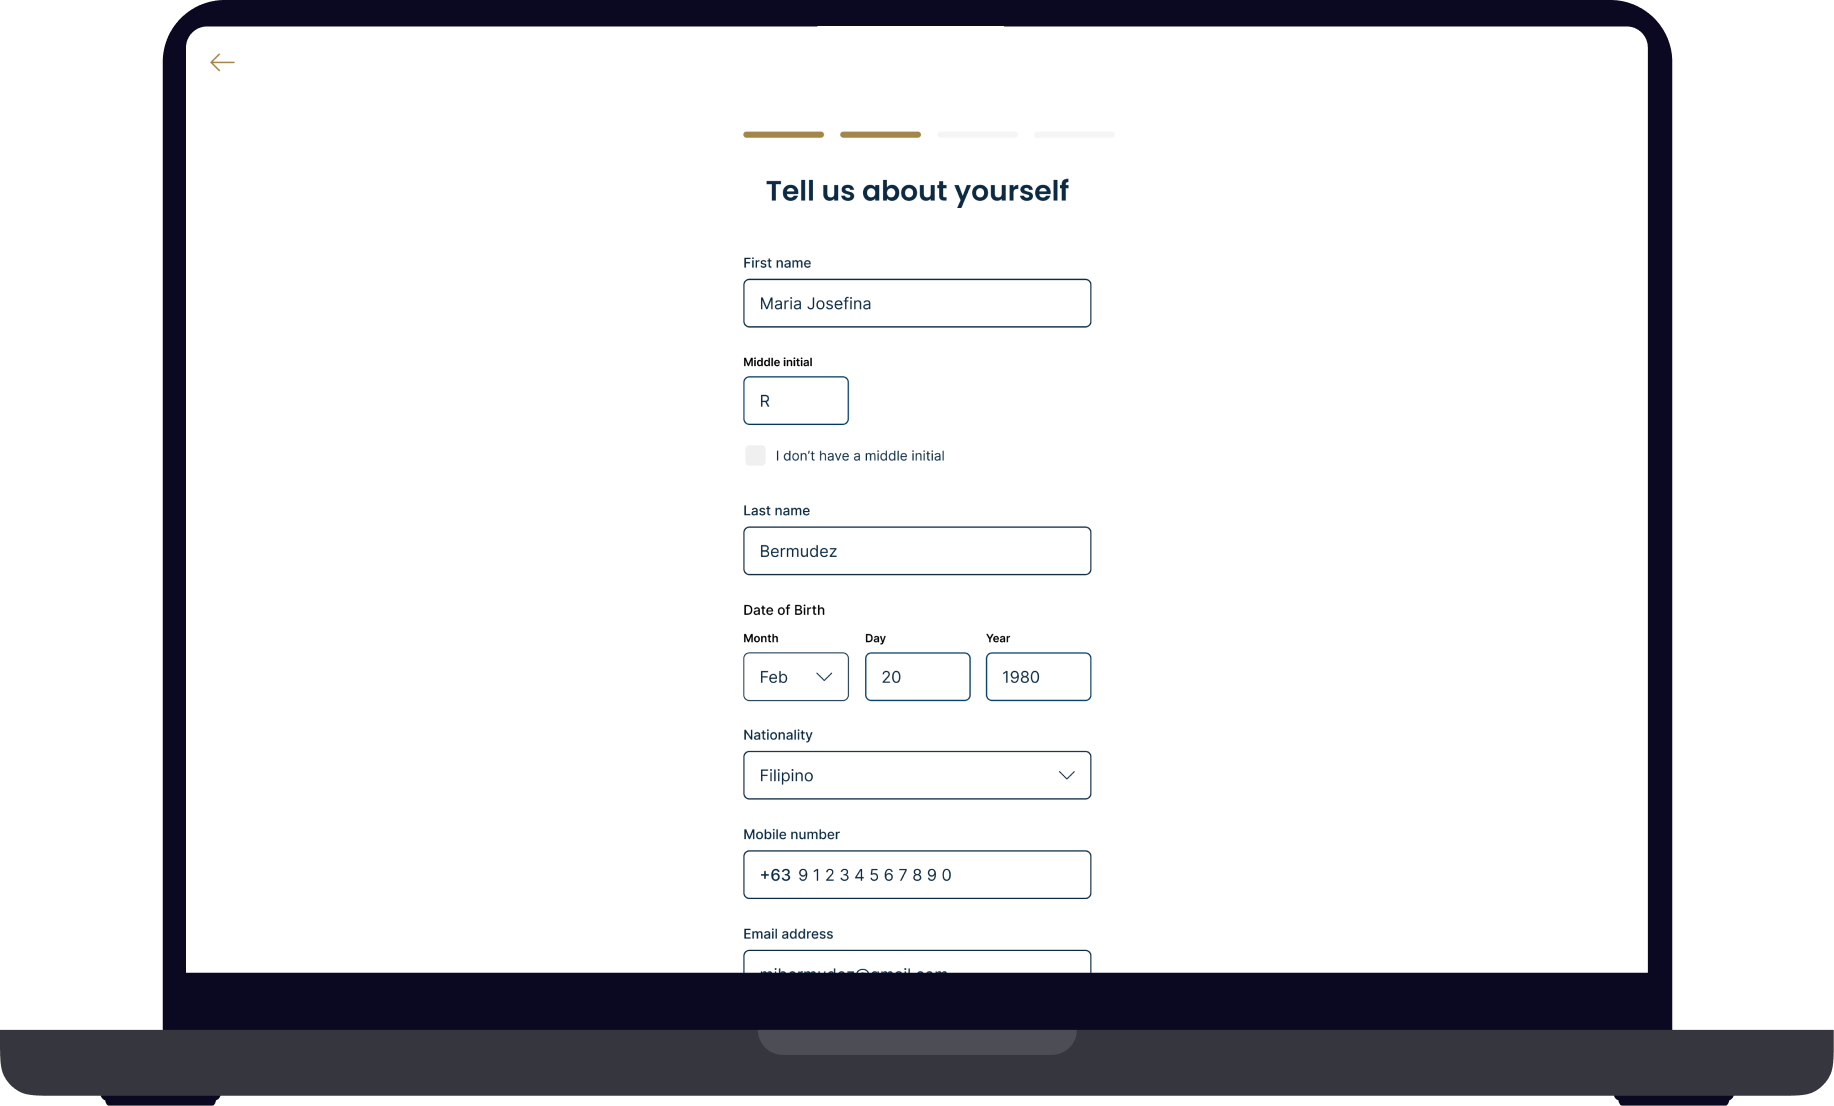 Tell us about yourself
First name
Maria Josefina
Middle initial
R
I don't have a middle initial
Last name
Bermudez
Date of Birth
Month Day Year
Feb 20 1980
Nationality
Filipino
Mobile number
+63 9 1 2 3 4 5 6 7 8 9 0
Email address